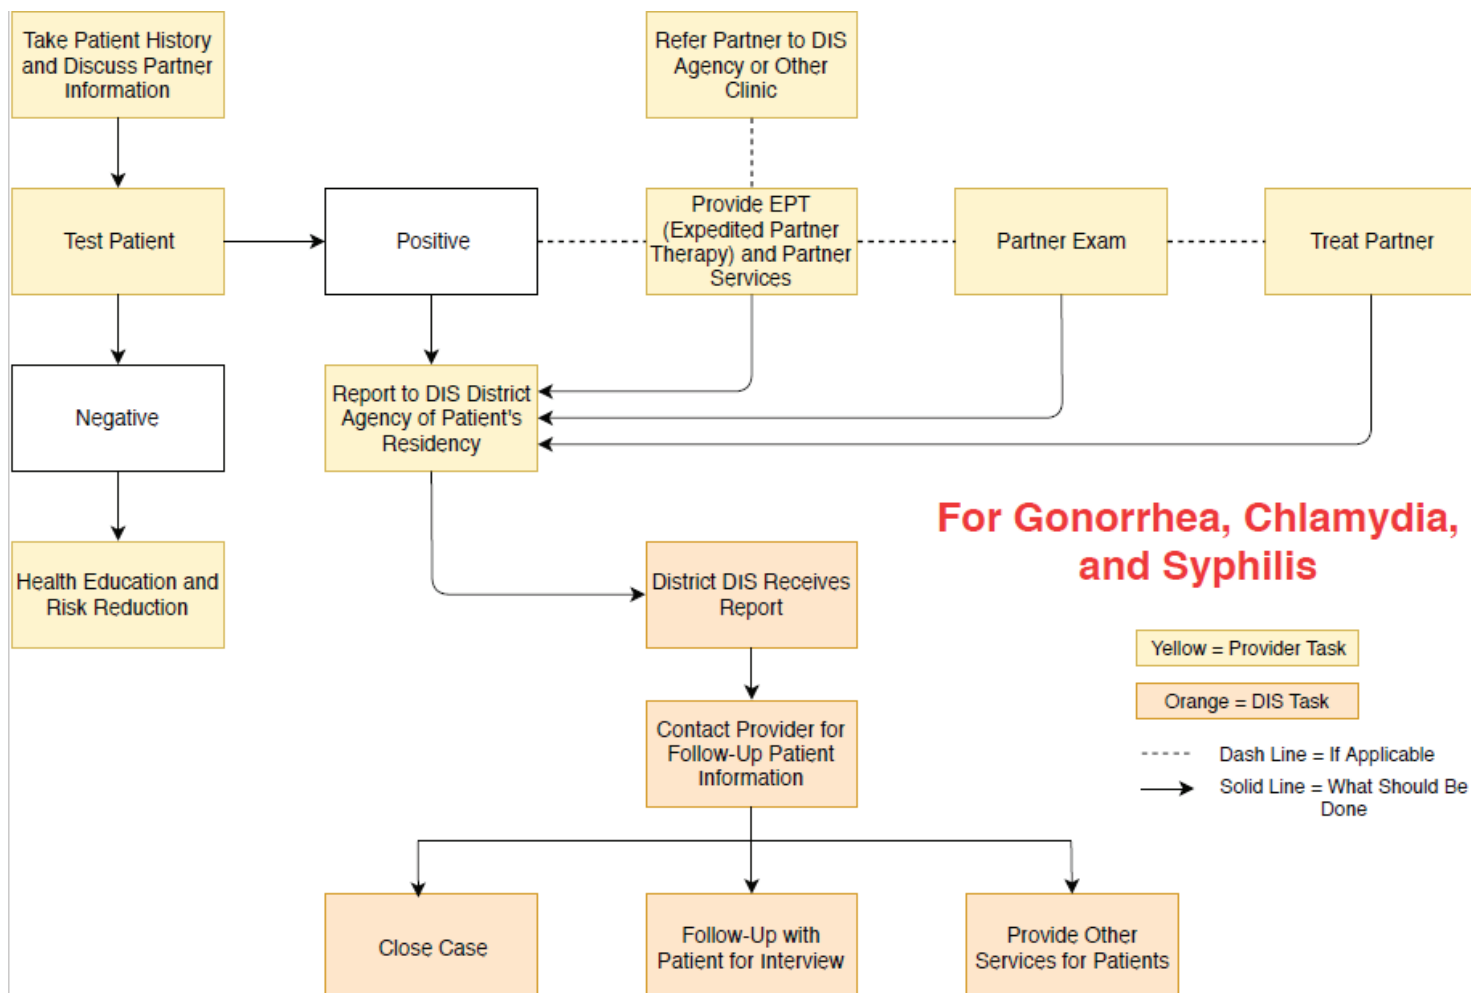 Take Patient History
and Discuss Partner
Information
Refer Partner to DIS
Agency or Other
Clinic
Test Patient
Positive
Provide EPT
(Expedited Partner
Therapy) and Partner
Services
Partner Exam
Treat Partner
Negative
Report to DIS District
Agency of Patient's
Residency
For Gonorrhea, Chlamydia,
and Syphilis
Health Education and
Risk Reduction
District DIS Receives
Report
Yellow = Provider Task
Orange = DIS Task
Contact Provider for
Follow-Up Patient
Information
Dash Line = If Applicable
Solid Line = What Should Be
Done
Close Case
Follow-Up with
Patient for Interview
Provide Other
Services for Patients